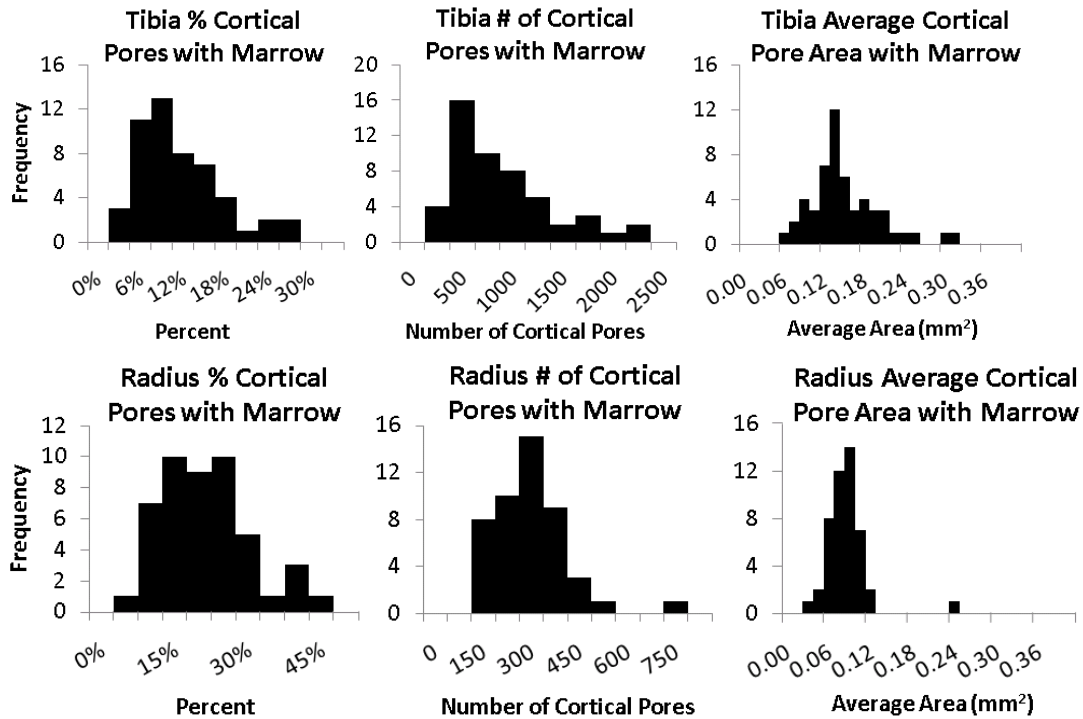 Tibia % Cortical
Pores with Marrow
Tibia # of Cortical
Pores with Marrow
Tibia Average Cortical
Pore Area with Marrow
Frequency
16
12
8
4
0
0% 6% 12% 18% 24% 30%
Percent
20
16
12
8
4
0
0 500 1000 1500 2000 2500
Number of Cortical Pores
16
12
8
4
0
0.00 0.06 0.12 0.18 0.24 0.30 0.36
Average Area (mm²)
Radius % Cortical
Pores with Marrow
Radius # of Cortical
Pores with Marrow
Radius Average Cortical
Pore Area with Marrow
Frequency
12
10
8
6
4
2
0
0% 15% 30% 45%
Percent
16
12
8
4
0
0 150 300 450 750
Number of Cortical Pores
16
12
8
4
0
0.00 0.06 0.12 0.18 0.24 0.30 0.36
Average Area (mm²)